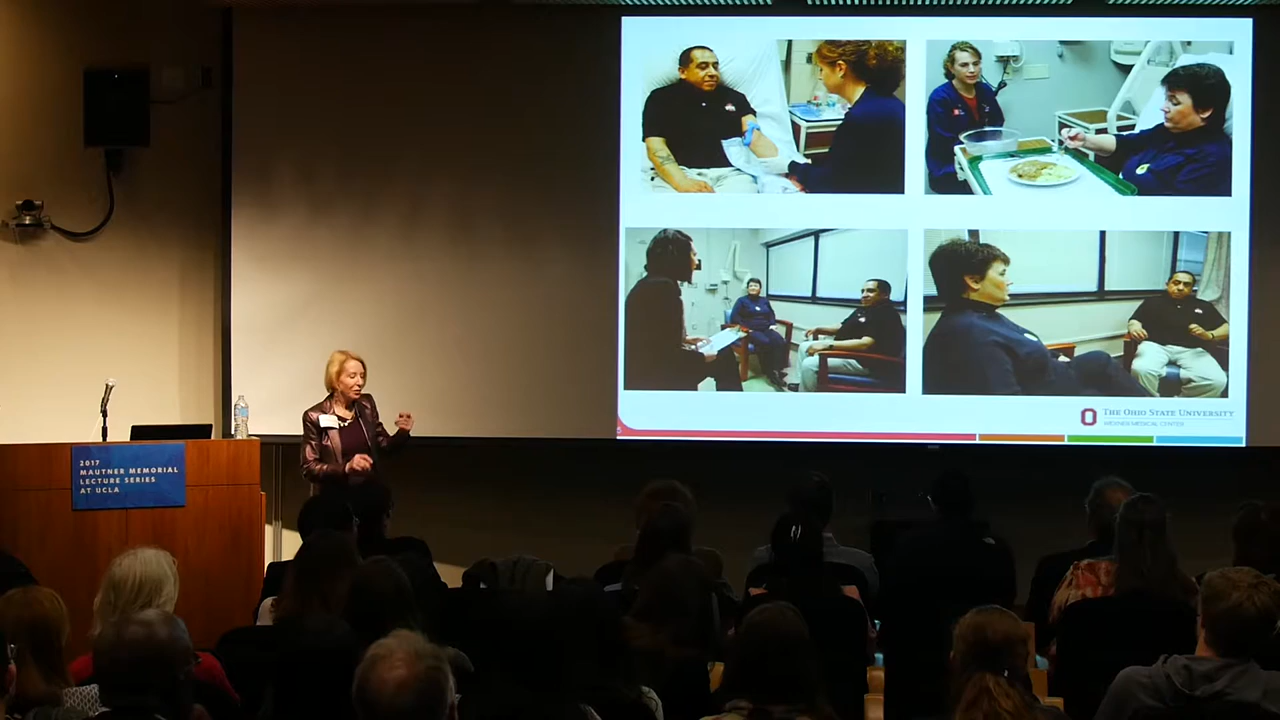 THE OHIO STATE UNIVERSITY
WEXNER MEDICAL CENTER
2017
MAUTNER MEMORIAL
LECTURE SERIES
AT UCLA